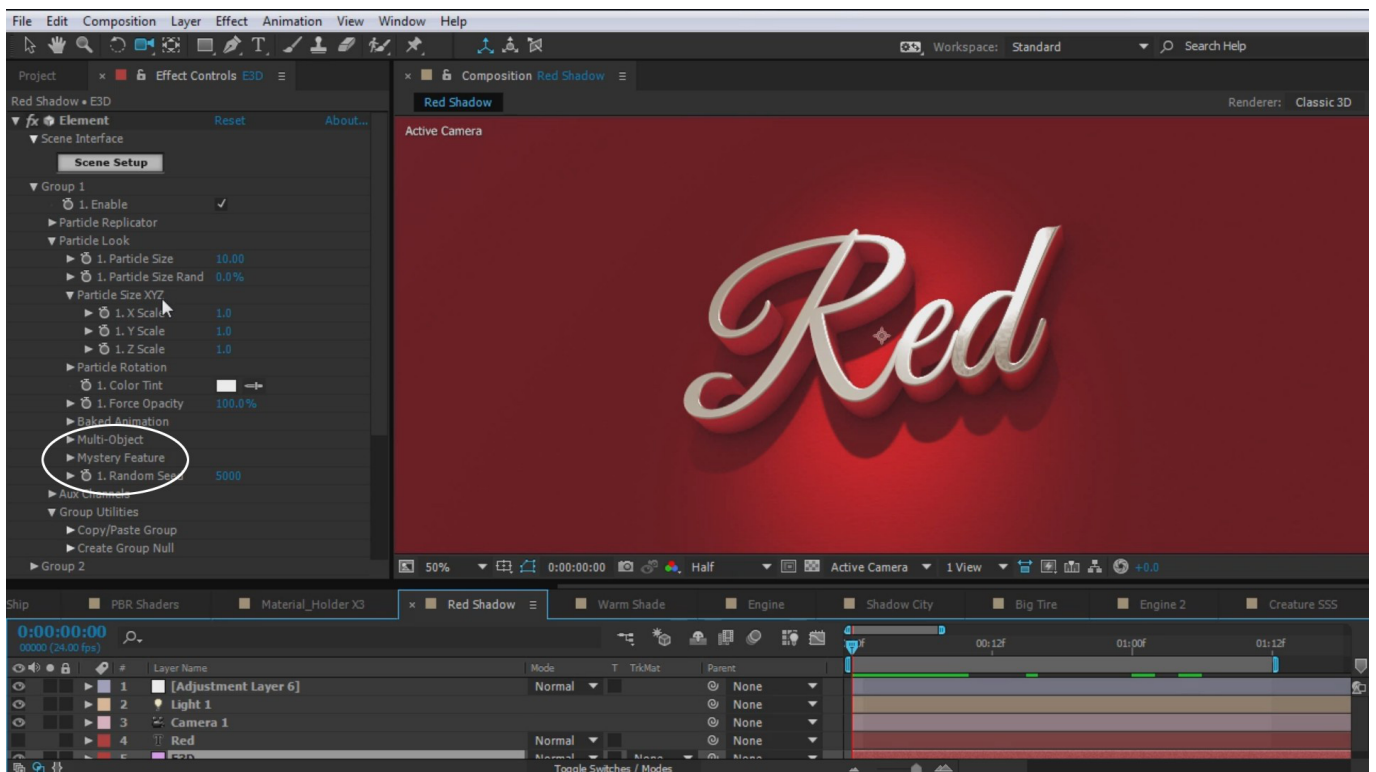 File Edit Composition Layer Effect Animation View Window Help
Workspace: Standard Search Help
Project Effect Controls E3D
Composition Red Shadow
Red Shadow • E3D
Red Shadow
Renderer: Classic 3D
fx Element Reset About...
Active Camera
Scene Interface
Scene Setup
Group 1
1. Enable
Particle Replicator
Particle Look
1. Particle Size 10.00
1. Particle Size Rand 0.0%
Particle Size XYZ
1. X Scale 1.0
1. Y Scale 1.0
1. Z Scale 1.0
Particle Rotation
1. Color Tint
1. Force Opacity 100.0%
Baked Animation
Multi-Object
Mystery Feature
1. Random Seed 5000
Aux Channels
Group Utilities
Copy/Paste Group
Create Group Null
Group 2
Red
50% 0:00:00:00 Half Active Camera 1 View +0.0
Ship PBR Shaders Material_Holder X3 Red Shadow Warm Shade Engine Shadow City Big Tire Engine 2 Creature SSS
0:00:00:00
00000 (24.00 fps)
00:12f 01:00f 01:12f
# Layer Name Mode T TrkMat Parent
1 [Adjustment Layer 6] Normal None
2 Light 1 None
3 Camera 1 None
4 T Red Normal None
5 E3D Normal None None
Toggle Switches / Modes